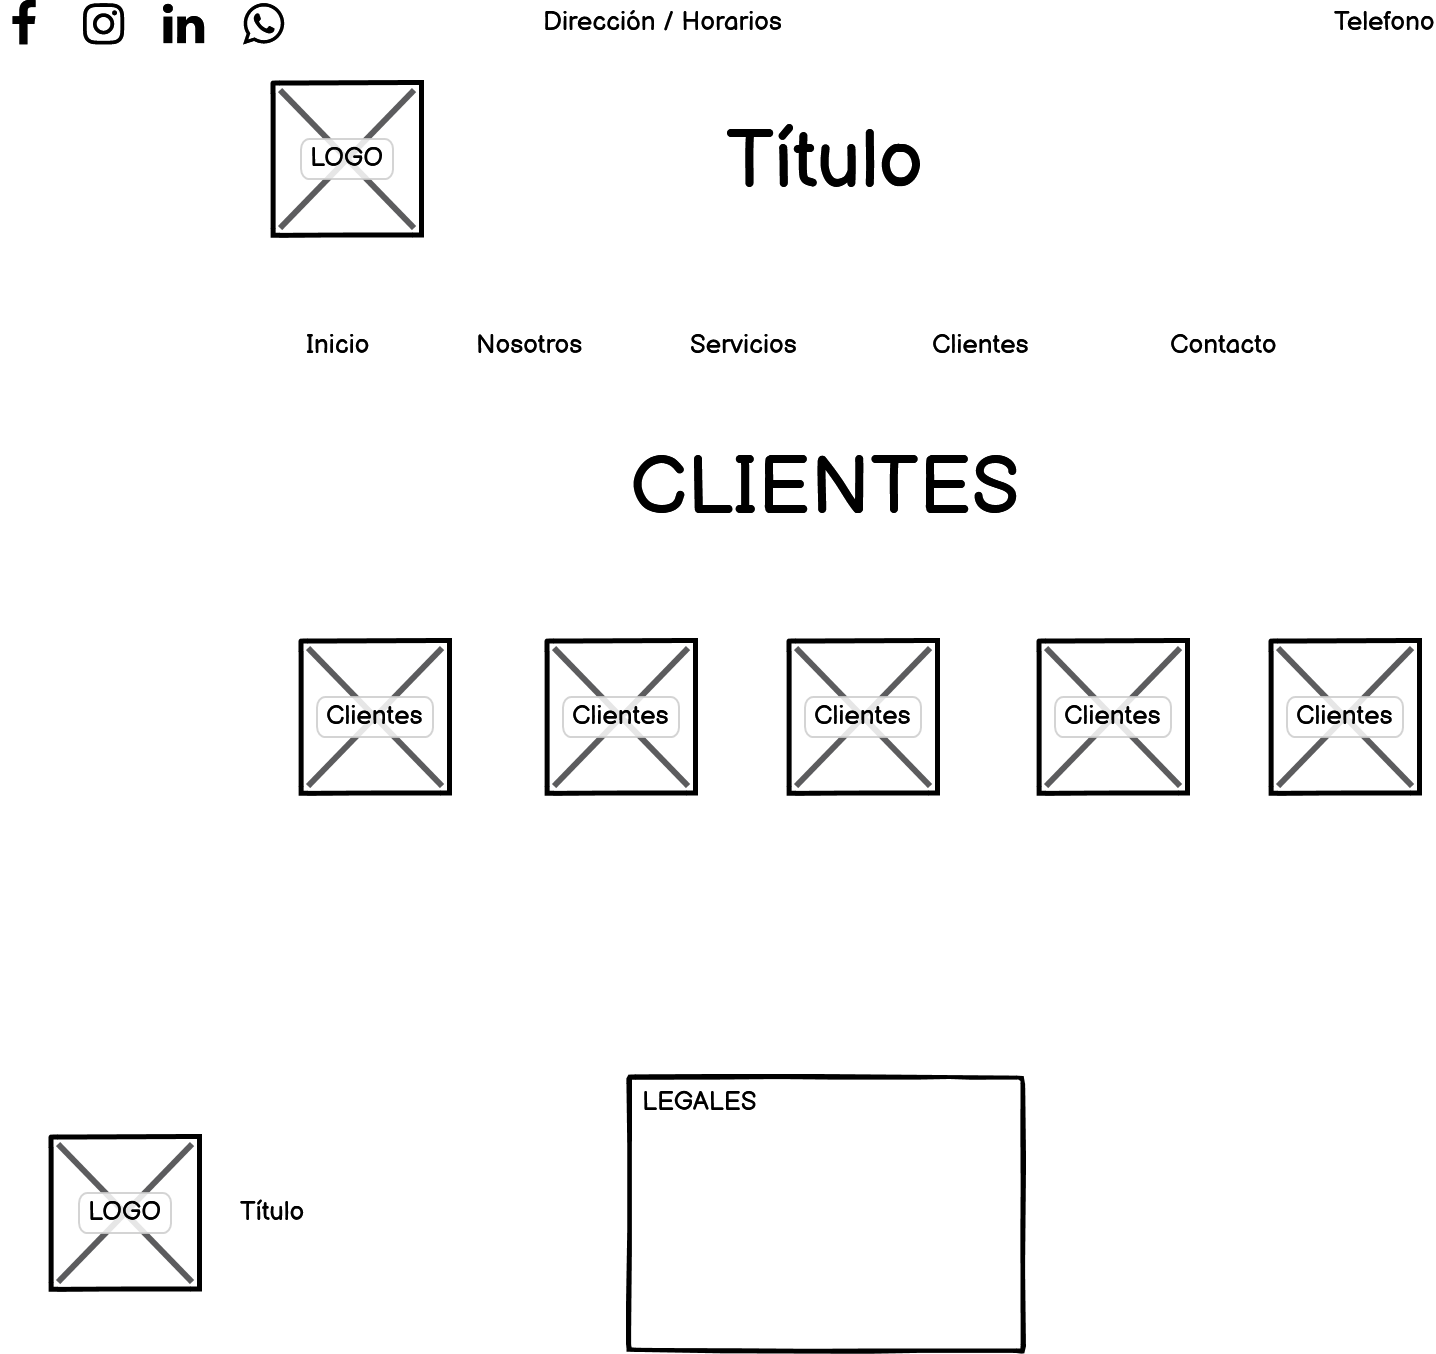 Dirección / Horarios
Telefono
LOGO
Título
Inicio
Nosotros
Servicios
Clientes
Contacto
CLIENTES
Clientes
Clientes
Clientes
Clientes
Clientes
LEGALES
LOGO
Título